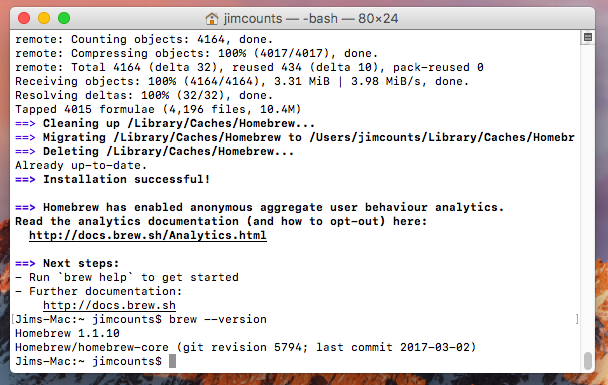 jimcounts — -bash — 80×24
remote: Counting objects: 4164, done.
remote: Compressing objects: 100% (4017/4017), done.
remote: Total 4164 (delta 32), reused 434 (delta 10), pack-reused 0
Receiving objects: 100% (4164/4164), 3.31 MiB | 3.98 MiB/s, done.
Resolving deltas: 100% (32/32), done.
Tapped 4015 formulae (4,196 files, 10.4M)
==> Cleaning up /Library/Caches/Homebrew...
==> Migrating /Library/Caches/Homebrew to /Users/jimcounts/Library/Caches/Homebr
==> Deleting /Library/Caches/Homebrew...
Already up-to-date.
==> Installation successful!
==> Homebrew has enabled anonymous aggregate user behaviour analytics.
Read the analytics documentation (and how to opt-out) here:
http://docs.brew.sh/Analytics.html
==> Next steps:
- Run `brew help` to get started
- Further documentation:
http://docs.brew.sh
[Jims-Mac:~ jimcounts$ brew --version ]
Homebrew 1.1.10
Homebrew/homebrew-core (git revision 5794; last commit 2017-03-02)
Jims-Mac:~ jimcounts$